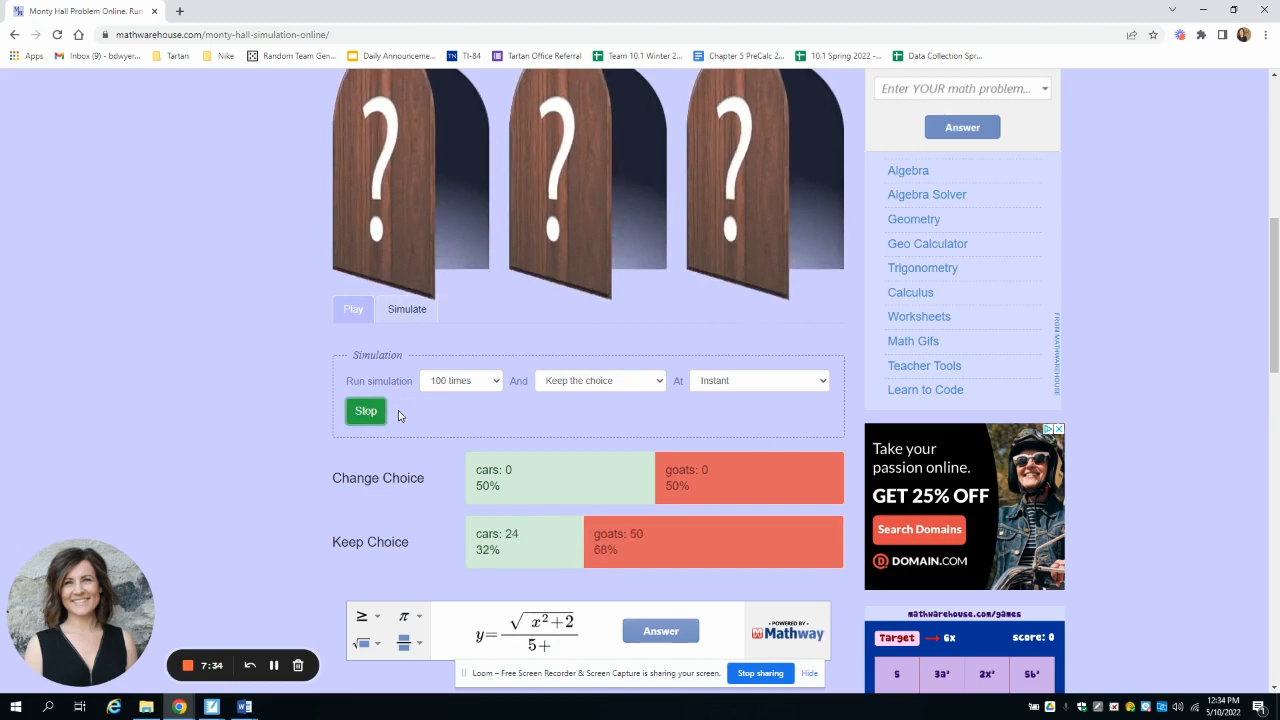 Monty Hall Problem Online. Run
mathwarehouse.com/monty-hall-simulation-online/
Apps
Inbox (9) - bdwyer...
Tartan
Nike
Random Team Gen...
Daily Announceme...
TI-84
Tartan Office Referral
Team 10.1 Winter 2...
Chapter 5 PreCalc 2...
10.1 Spring 2022 -...
Data Collection Spr...
? ? ?
Enter YOUR math problem...
Answer
Algebra
Algebra Solver
Geometry
Geo Calculator
Trigonometry
Calculus
Worksheets
Math Gifs
Teacher Tools
Learn to Code
FROM MATHWAREHOUSE
Play Simulate
Simulation
Run simulation 100 times And Keep the choice At Instant
Stop
Change Choice
cars: 0
50%
goats: 0
50%
Keep Choice
cars: 24
32%
goats: 50
68%
Take your
passion online.
GET 25% OFF
Search Domains
DOMAIN.COM
≥ π
y= √(x²+2) / 5+
Answer
POWERED BY
Mathway
mathwarehouse.com/games
Target → 6x score: 0
5 3a² 2x² 5b²
7:34
Loom – Free Screen Recorder & Screen Capture is sharing your screen. Stop sharing Hide
12:34 PM
5/10/2022